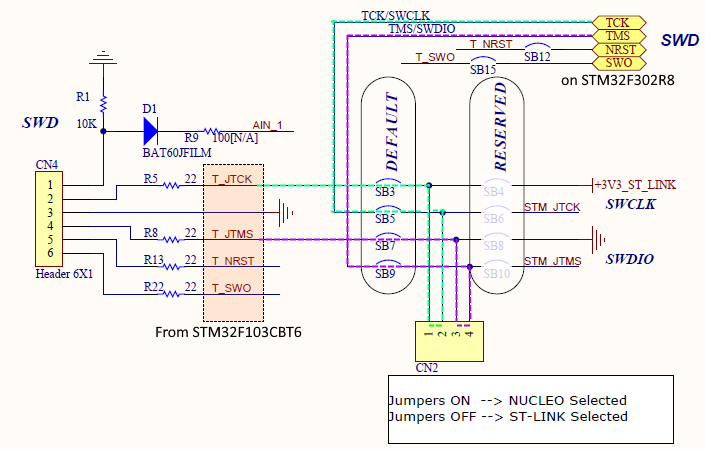 TCK/SWCLK
TMS/SWDIO
TCK
TMS
NRST
SWO
SWD
T_NRST
SB12
T_SWO
SB15
on STM32F302R8
R1
10K
SWD
D1
BAT60JFILM
R9
100[N/A]
AIN_1
DEFAULT
RESERVED
CN4
1
2
3
4
5
6
Header 6X1
R5
22
T_JTCK
R8
22
T_JTMS
R13
22
T_NRST
R22
22
T_SWO
From STM32F103CBT6
SB3
SB4
+3V3_ST_LINK
SWCLK
SB5
SB6
STM_JTCK
SB7
SB8
SWDIO
SB9
SB10
STM_JTMS
1
2
3
4
CN2
Jumpers ON --> NUCLEO Selected
Jumpers OFF --> ST-LINK Selected